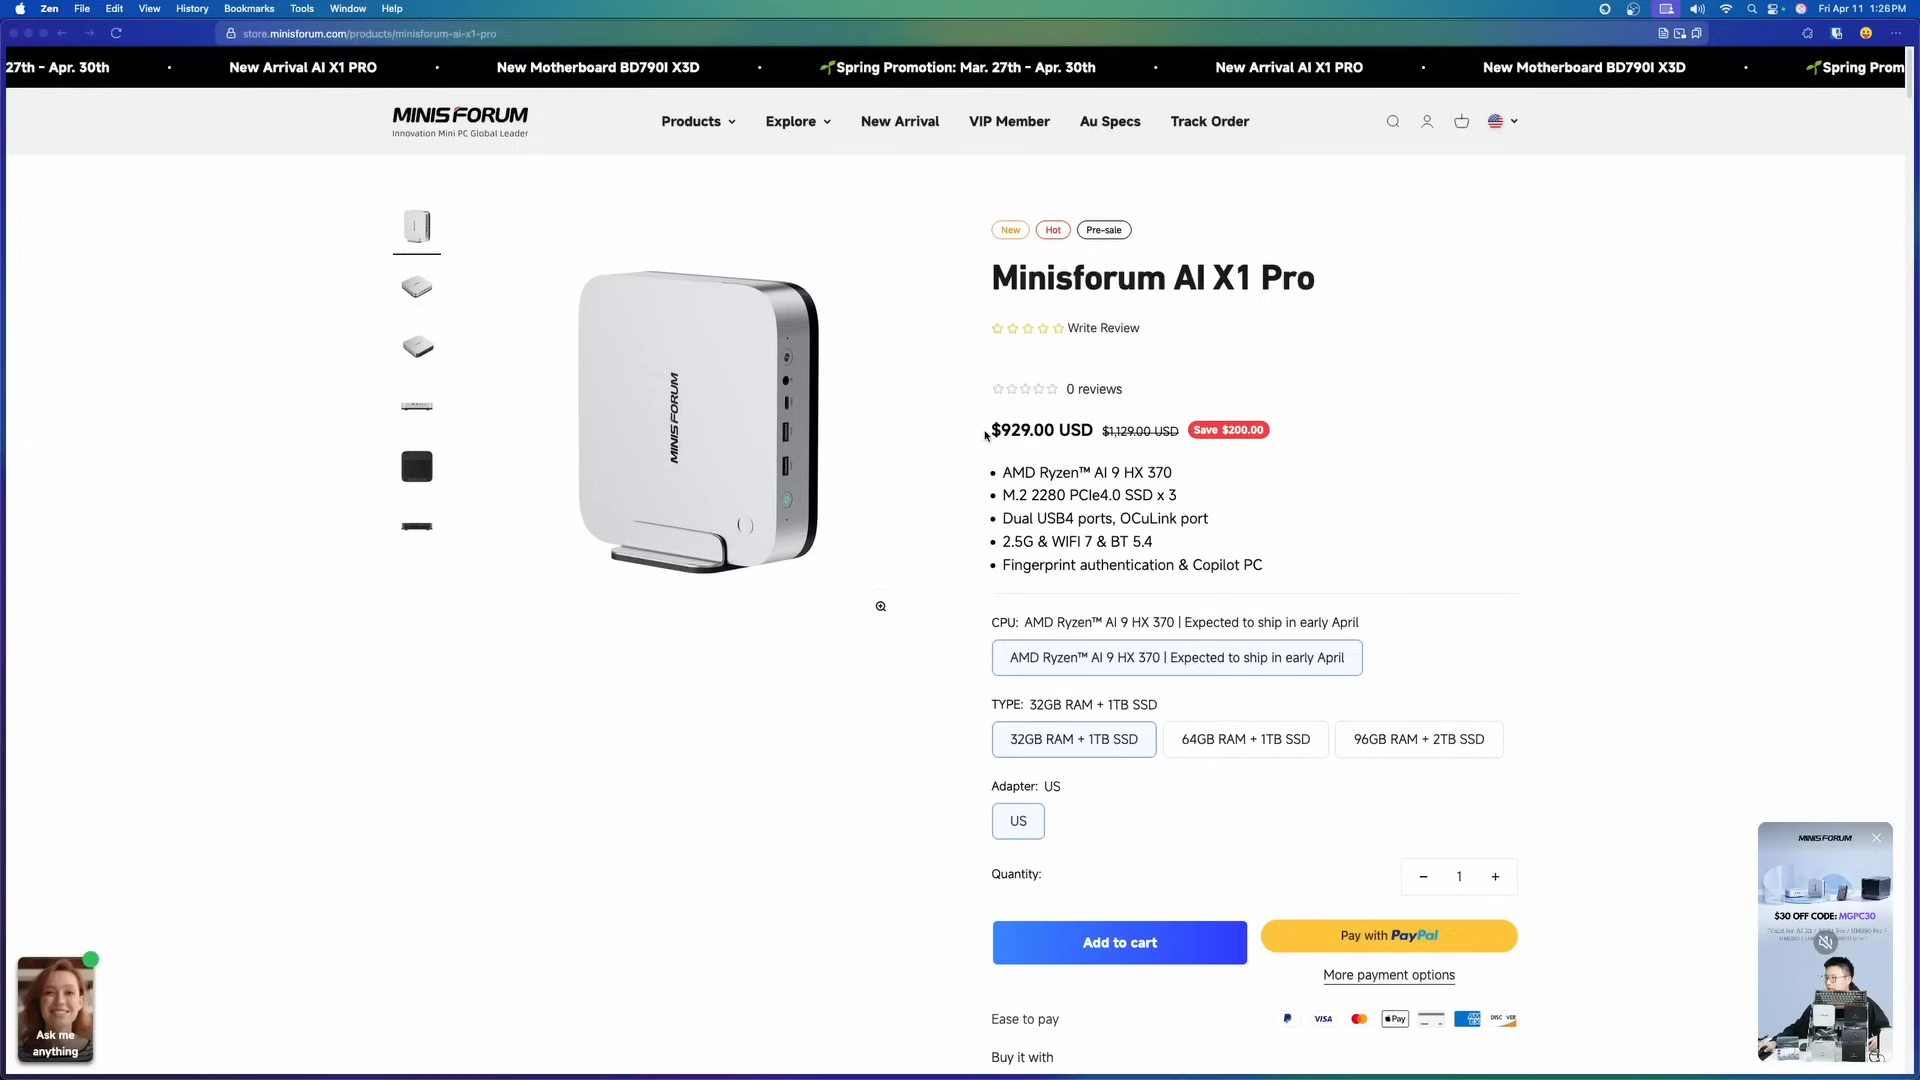 Zen File Edit View History Bookmarks Tools Window Help
Fri Apr 11 1:26 PM
store.minisforum.com/products/minisforum-ai-x1-pro
27th - Apr. 30th • New Arrival AI X1 PRO • New Motherboard BD790I X3D • 🌱Spring Promotion: Mar. 27th - Apr. 30th • New Arrival AI X1 PRO • New Motherboard BD790I X3D • 🌱Spring Prom
MINISFORUM
Innovation Mini PC Global Leader
Products Explore New Arrival VIP Member Au Specs Track Order
New Hot Pre-sale
Minisforum AI X1 Pro
Write Review
0 reviews
$929.00 USD $1,129.00 USD Save $200.00
• AMD Ryzen™ AI 9 HX 370
• M.2 2280 PCIe4.0 SSD x 3
• Dual USB4 ports, OCuLink port
• 2.5G & WIFI 7 & BT 5.4
• Fingerprint authentication & Copilot PC
MINISFORUM
CPU: AMD Ryzen™ AI 9 HX 370 | Expected to ship in early April
AMD Ryzen™ AI 9 HX 370 | Expected to ship in early April
TYPE: 32GB RAM + 1TB SSD
32GB RAM + 1TB SSD 64GB RAM + 1TB SSD 96GB RAM + 2TB SSD
Adapter: US
US
Quantity:
− 1 +
Add to cart
Pay with PayPal
More payment options
Ease to pay
VISA
Pay
AM EX
DISCOVER
Buy it with
Ask me
anything
MINISFORUM
$30 OFF CODE: MGPC30